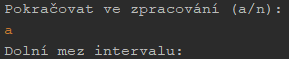 Pokračovat ve zpracování (a/n):
a
Dolní mez intervalu: